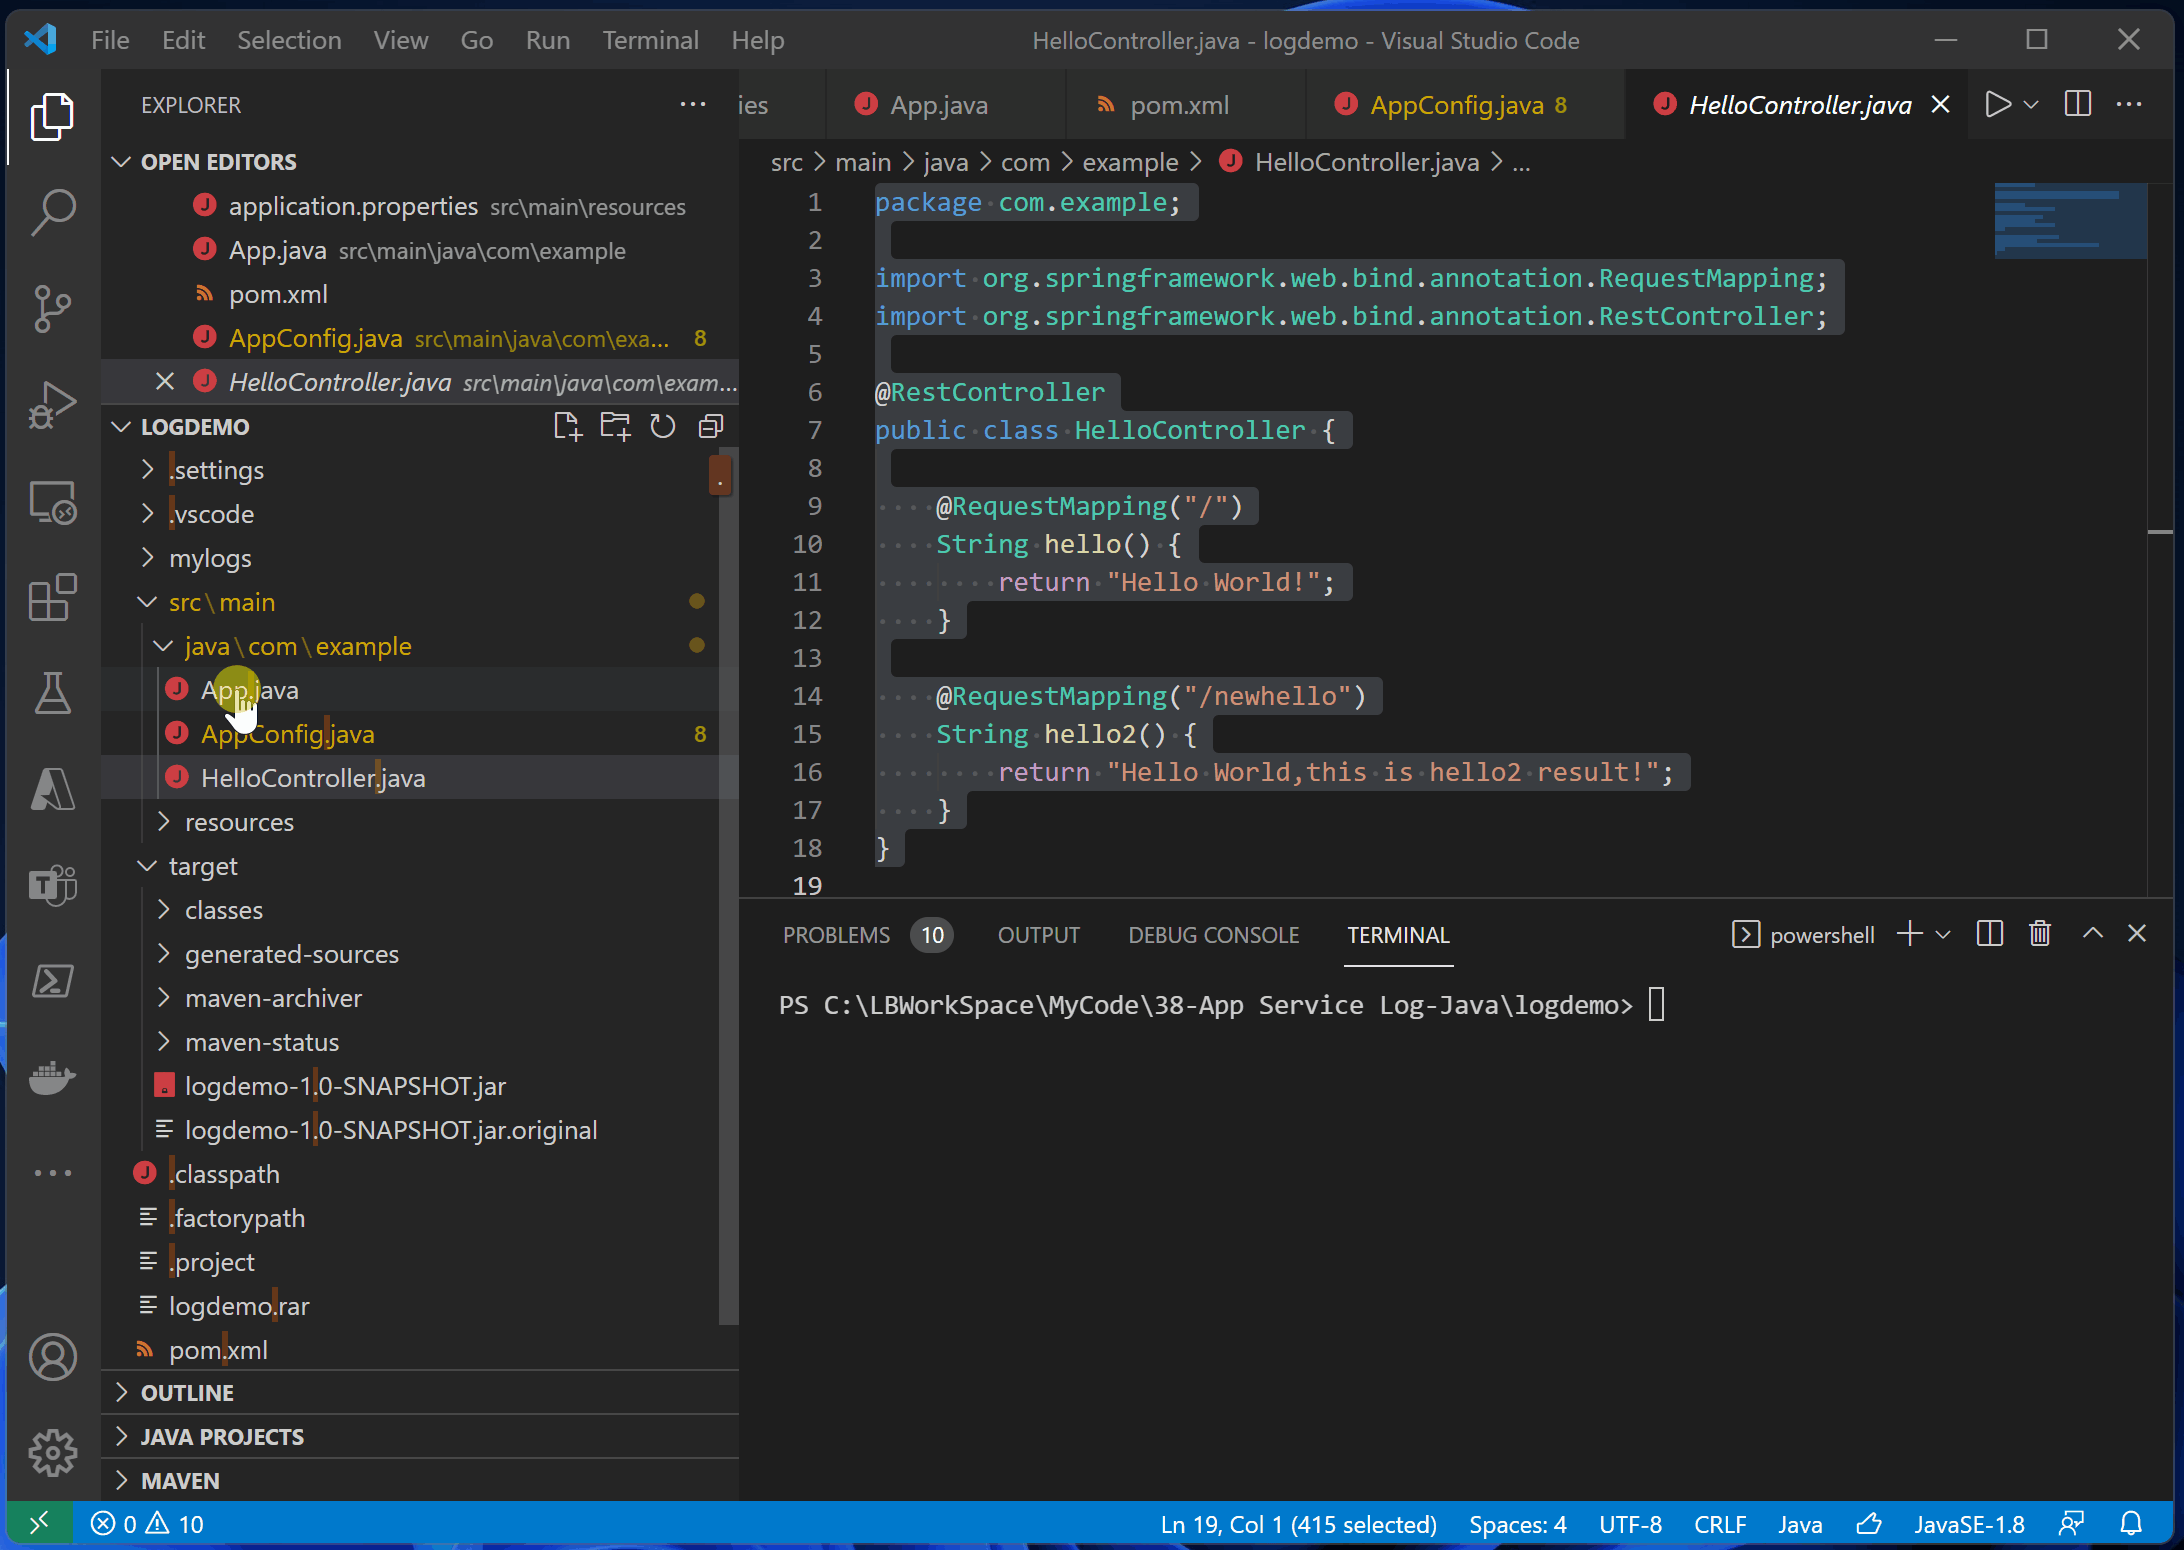 File Edit Selection View Go Run Terminal Help HelloController.java - logdemo - Visual Studio Code
EXPLORER
OPEN EDITORS
application.properties src\main\resources
App.java src\main\java\com\example
pom.xml
AppConfig.java src\main\java\com\exa... 8
HelloController.java src\main\java\com\exam...
LOGDEMO
.settings
.vscode
mylogs
src\main
java\com\example
App.java
AppConfig.java 8
HelloController.java
resources
target
classes
generated-sources
maven-archiver
maven-status
logdemo-1.0-SNAPSHOT.jar
logdemo-1.0-SNAPSHOT.jar.original
.classpath
.factorypath
.project
logdemo.rar
pom.xml
OUTLINE
JAVA PROJECTS
MAVEN
ies App.java pom.xml AppConfig.java 8 HelloController.java
src > main > java > com > example > HelloController.java > ...
1 package com.example;
2
3 import org.springframework.web.bind.annotation.RequestMapping;
4 import org.springframework.web.bind.annotation.RestController;
5
6 @RestController
7 public class HelloController {
8
9     @RequestMapping("/")
10     String hello() {
11         return "Hello World!";
12     }
13
14     @RequestMapping("/newhello")
15     String hello2() {
16         return "Hello World,this is hello2 result!";
17     }
18 }
19
PROBLEMS 10 OUTPUT DEBUG CONSOLE TERMINAL powershell
PS C:\LBWorkSpace\MyCode\38-App Service Log-Java\logdemo>
0 10 Ln 19, Col 1 (415 selected) Spaces: 4 UTF-8 CRLF Java JavaSE-1.8